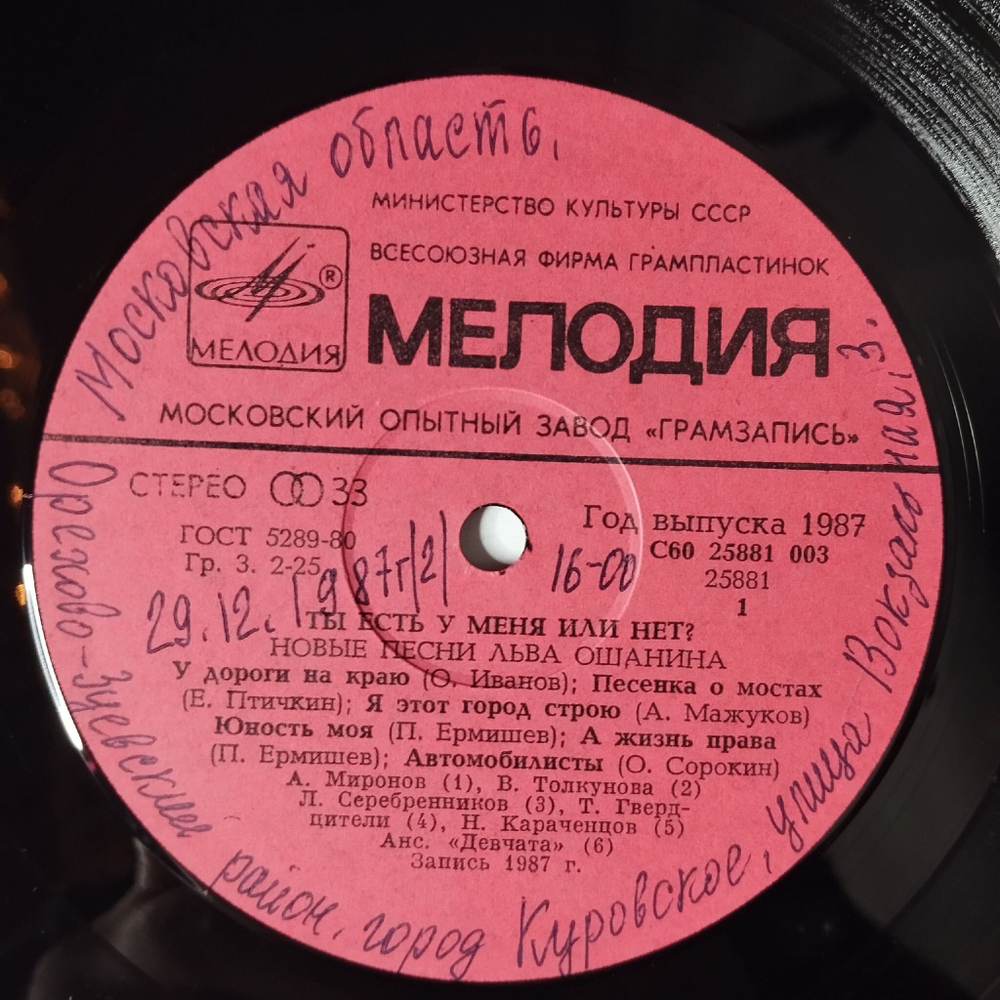 Московская область.
МИНИСТЕРСТВО КУЛЬТУРЫ СССР
ВСЕСОЮЗНАЯ ФИРМА ГРАМПЛАСТИНОК
®
МЕЛОДИЯ
МЕЛОДИЯ
МОСКОВСКИЙ ОПЫТНЫЙ ЗАВОД «ГРАМЗАПИСЬ»
СТЕРЕО 33
Год выпуска 1987
ГОСТ 5289-80
С60 25881 003
Гр. 3. 2-25
25881
1
29.12.1987г(2) 16-00
ТЫ ЕСТЬ У МЕНЯ ИЛИ НЕТ?
НОВЫЕ ПЕСНИ ЛЬВА ОШАНИНА
У дороги на краю (О. Иванов); Песенка о мостах
(Е. Птичкин); Я этот город строю (А. Мажуков)
Юность моя (П. Ермишев); А жизнь права
(П. Ермишев); Автомобилисты (О. Сорокин)
А. Миронов (1), В. Толкунова (2)
Л. Серебренников (3), Т. Гверд-
цители (4), Н. Караченцов (5)
Анс. «Девчата» (6)
Запись 1987 г.
Орехово-Зуевский район, город Куровское, улица Вокзальная, 3.